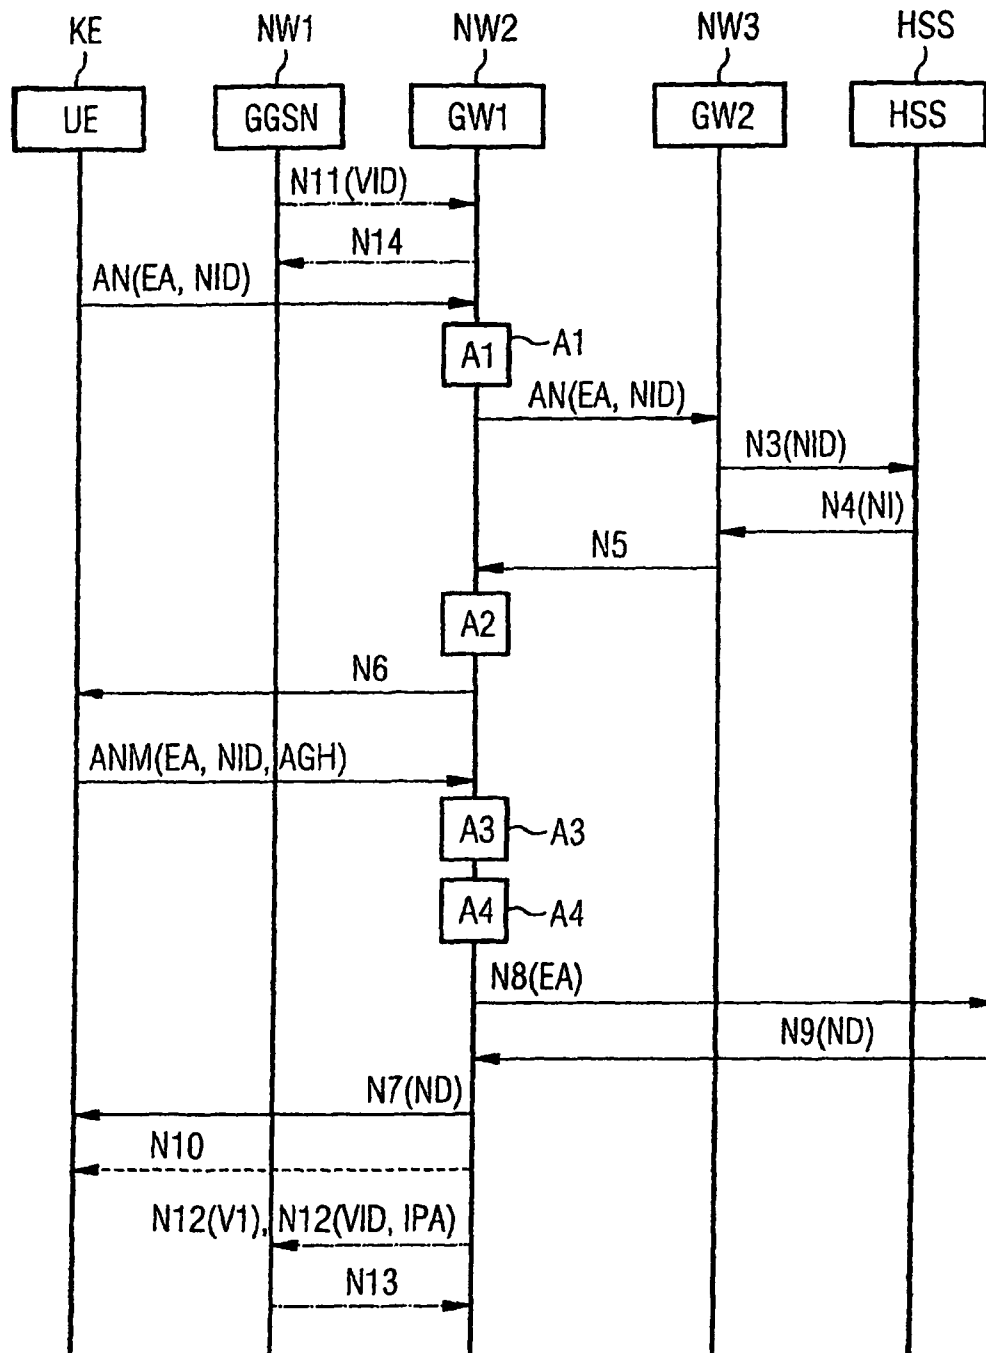 KE NW1 NW2 NW3 HSS
UE GGSN GW1 GW2 HSS
N11(VID)
N14
AN(EA, NID)
A1 A1
AN(EA, NID)
N3(NID)
N4(NI)
N5
A2
N6
ANM(EA, NID, AGH)
A3 A3
A4 A4
N8(EA)
N9(ND)
N7(ND)
N10
N12(V1), N12(VID, IPA)
N13